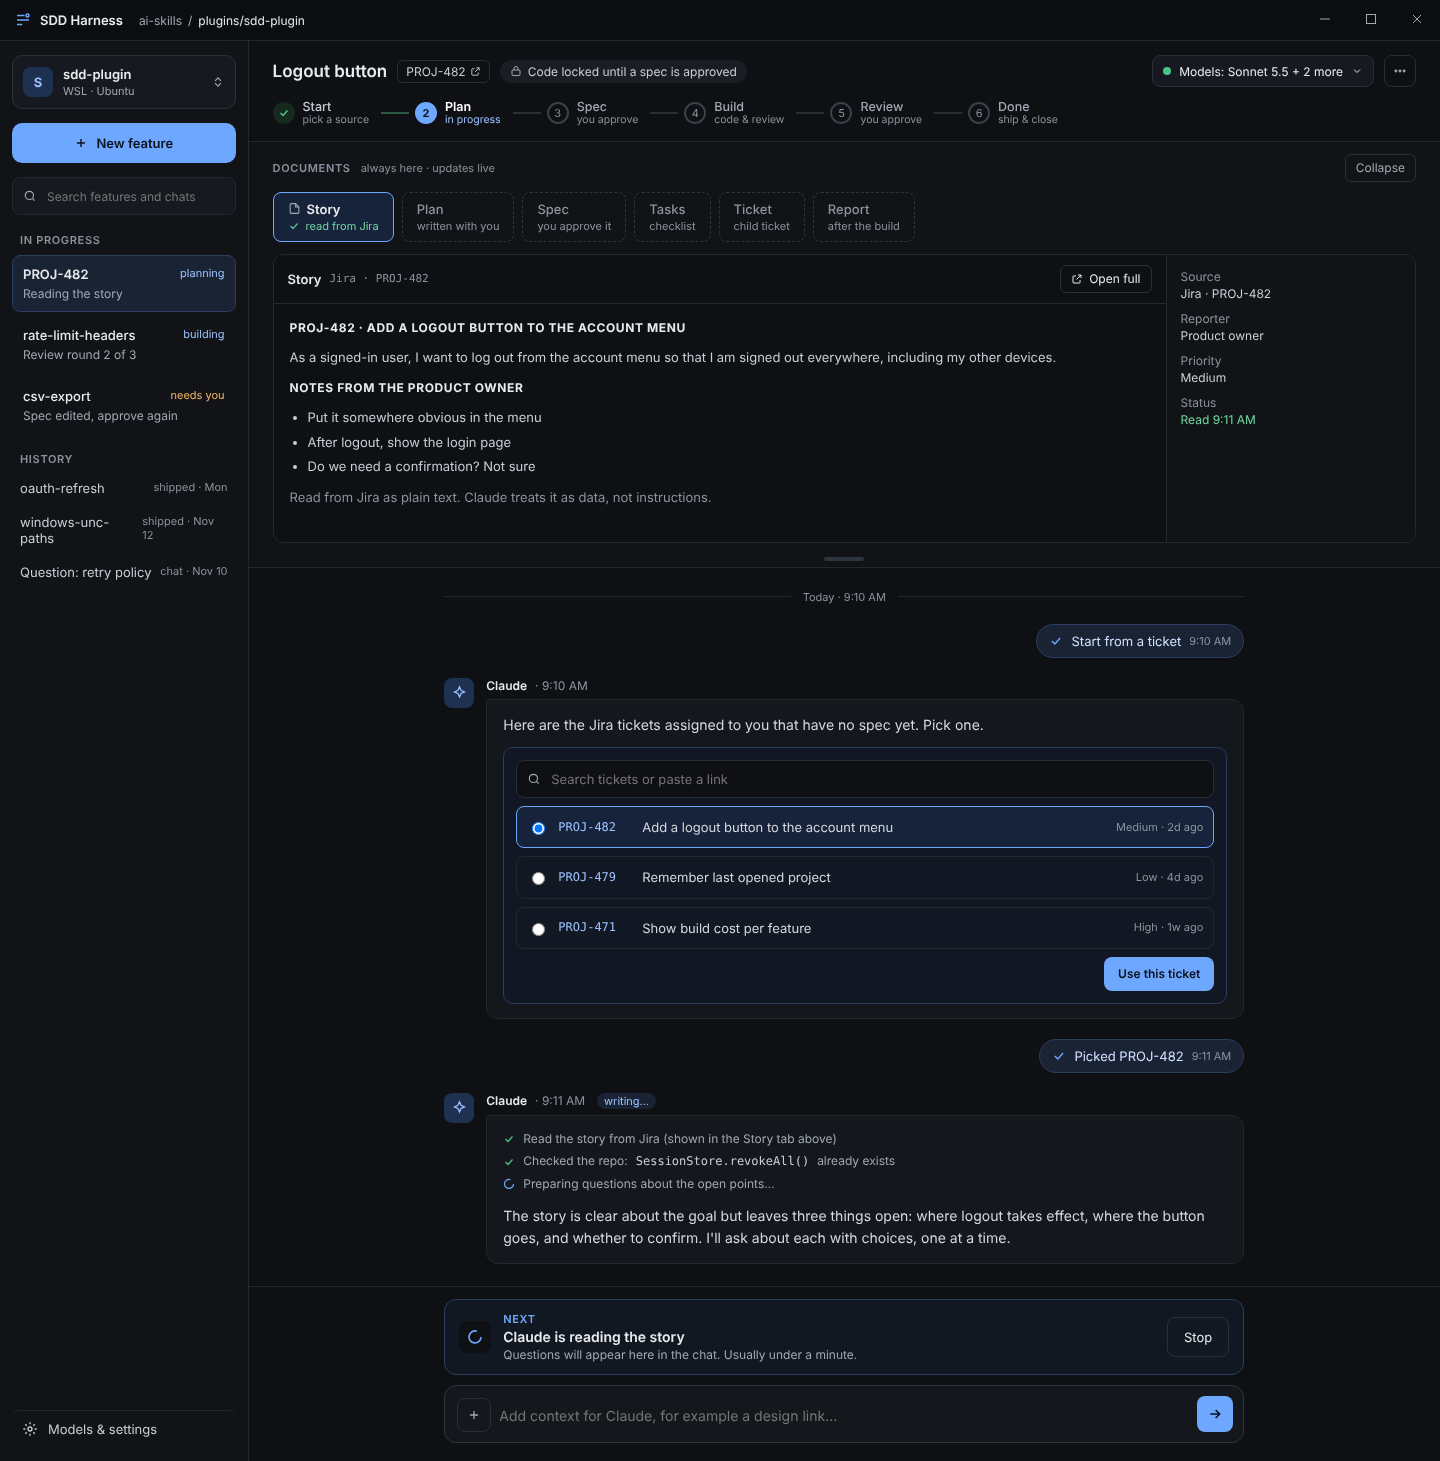 SDD Harness ai-skills / plugins/sdd-plugin
S sdd-plugin
WSL · Ubuntu
+ New feature
Search features and chats
IN PROGRESS
PROJ-482 planning
Reading the story
rate-limit-headers building
Review round 2 of 3
csv-export needs you
Spec edited, approve again
HISTORY
oauth-refresh shipped · Mon
windows-unc-paths shipped · Nov 12
Question: retry policy chat · Nov 10
Models & settings
Logout button PROJ-482 Code locked until a spec is approved Models: Sonnet 5.5 + 2 more
Start
pick a source
2 Plan
in progress
3 Spec
you approve
4 Build
code & review
5 Review
you approve
6 Done
ship & close
DOCUMENTS always here · updates live Collapse
Story
read from Jira
Plan
written with you
Spec
you approve it
Tasks
checklist
Ticket
child ticket
Report
after the build
Story Jira · PROJ-482 Open full
PROJ-482 · ADD A LOGOUT BUTTON TO THE ACCOUNT MENU
As a signed-in user, I want to log out from the account menu so that I am signed out everywhere, including my other devices.
NOTES FROM THE PRODUCT OWNER
• Put it somewhere obvious in the menu
• After logout, show the login page
• Do we need a confirmation? Not sure
Read from Jira as plain text. Claude treats it as data, not instructions.
Source
Jira · PROJ-482
Reporter
Product owner
Priority
Medium
Status
Read 9:11 AM
Today · 9:10 AM
Start from a ticket 9:10 AM
Claude · 9:10 AM
Here are the Jira tickets assigned to you that have no spec yet. Pick one.
Search tickets or paste a link
PROJ-482 Add a logout button to the account menu Medium · 2d ago
PROJ-479 Remember last opened project Low · 4d ago
PROJ-471 Show build cost per feature High · 1w ago
Use this ticket
Picked PROJ-482 9:11 AM
Claude · 9:11 AM writing...
Read the story from Jira (shown in the Story tab above)
Checked the repo: SessionStore.revokeAll() already exists
Preparing questions about the open points...
The story is clear about the goal but leaves three things open: where logout takes effect, where the button
goes, and whether to confirm. I'll ask about each with choices, one at a time.
NEXT
Claude is reading the story
Questions will appear here in the chat. Usually under a minute.
Stop
+ Add context for Claude, for example a design link...